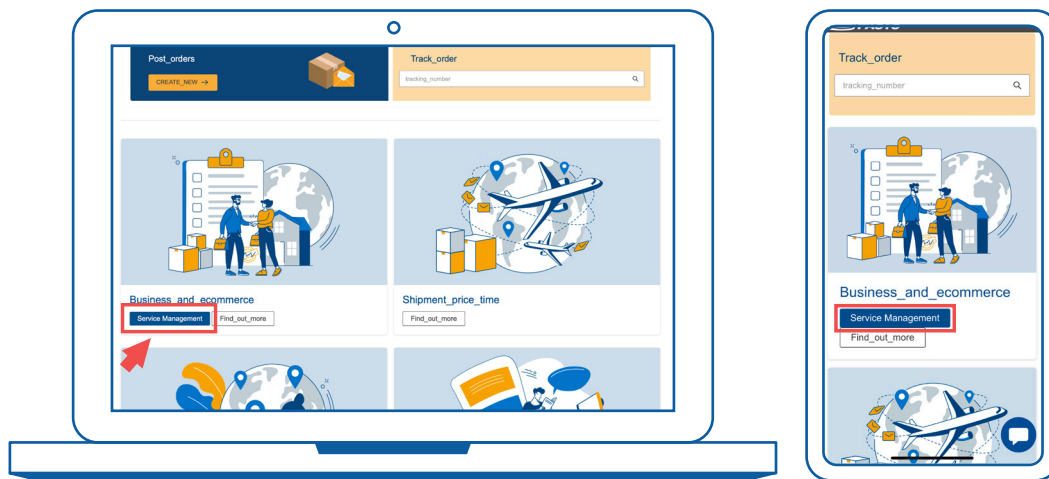 Post_orders
CREATE_NEW →
Track_order
tracking_number
Business_and_ecommerce
Service Management
Find_out_more
Shipment_price_time
Find_out_more
Track_order
tracking_number
Business_and_ecommerce
Service Management
Find_out_more